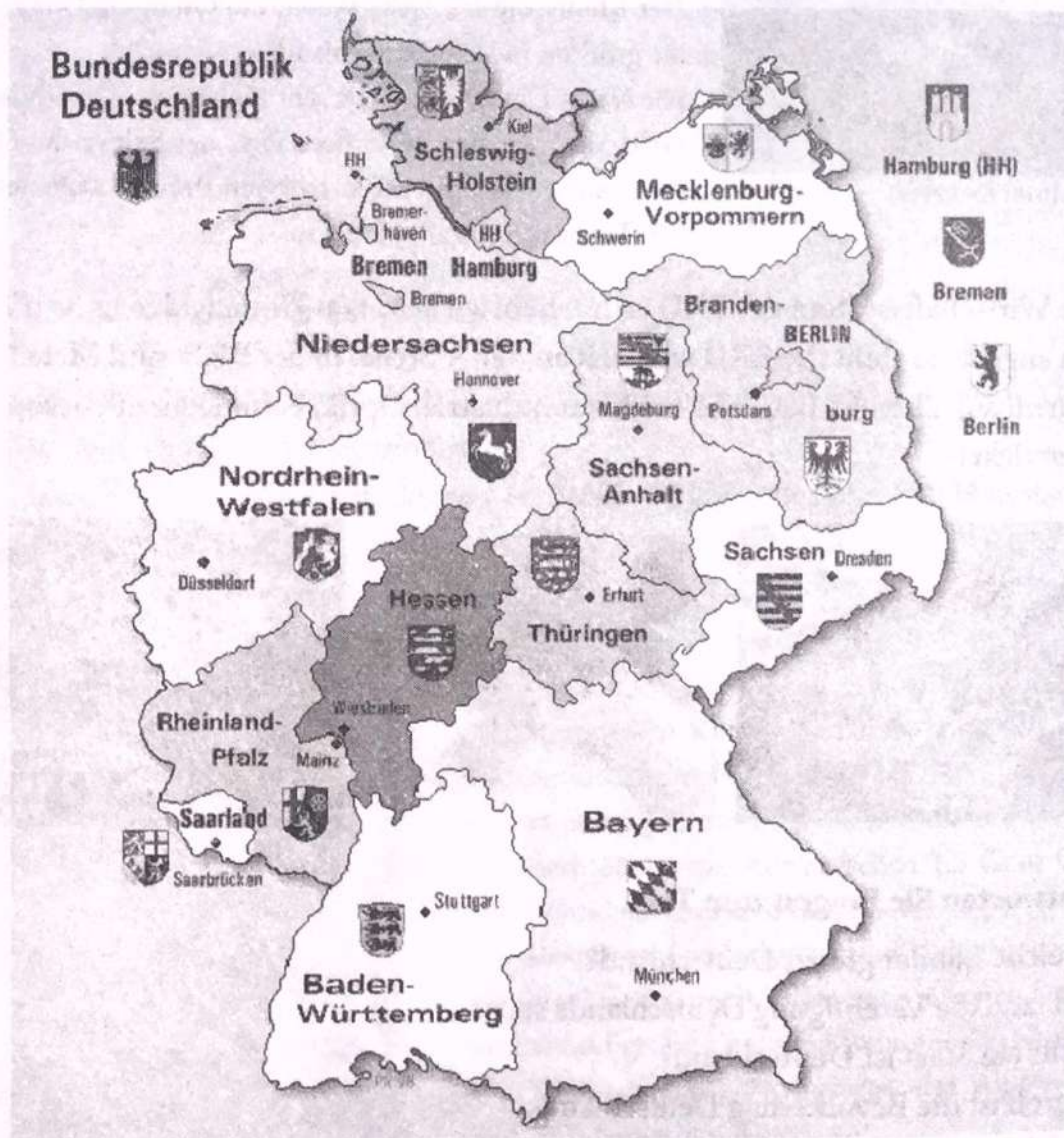 Bundesrepublik
Deutschland
Kiel
Schleswig-
Holstein
HH
Hamburg (HH)
Mecklenburg-
Vorpommern
Schwerin
Bremer-
haven
HH
Bremen Hamburg
Bremen
Bremen
Niedersachsen
Hannover
Branden-
BERLIN
burg
Potsdam
Berlin
Magdeburg
Sachsen-
Anhalt
Nordrhein-
Westfalen
Düsseldorf
Hessen
Wiesbaden
Erfurt
Thüringen
Sachsen
Dresden
Rheinland-
Pfalz
Mainz
Saarland
Saarbrücken
Bayern
München
Stuttgart
Baden-
Württemberg